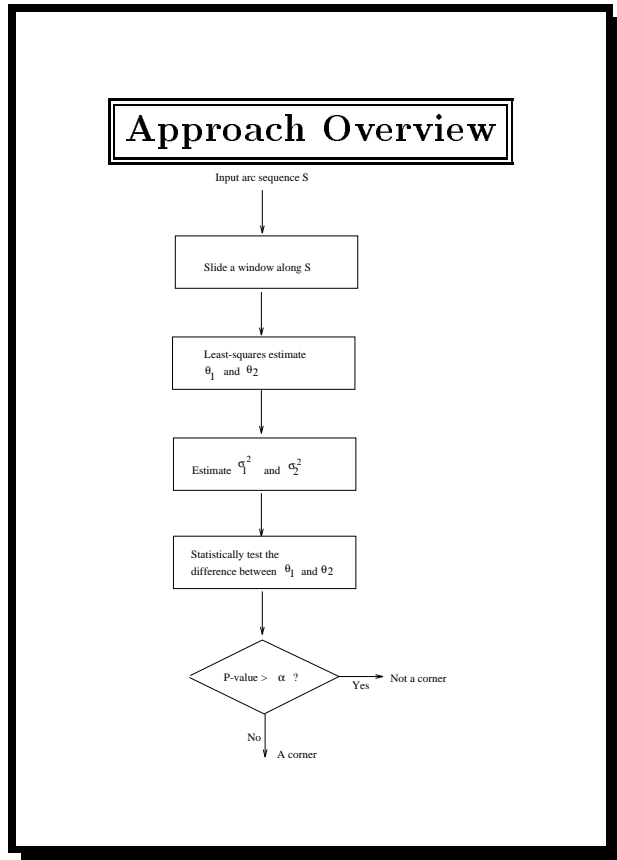 Approach Overview
Input arc sequence S
Slide a window along S
Least-squares estimate
θ1 and θ2
Estimate σ1² and σ2²
Statistically test the
difference between θ1 and θ2
P-value > α ?
Yes
Not a corner
No
A corner